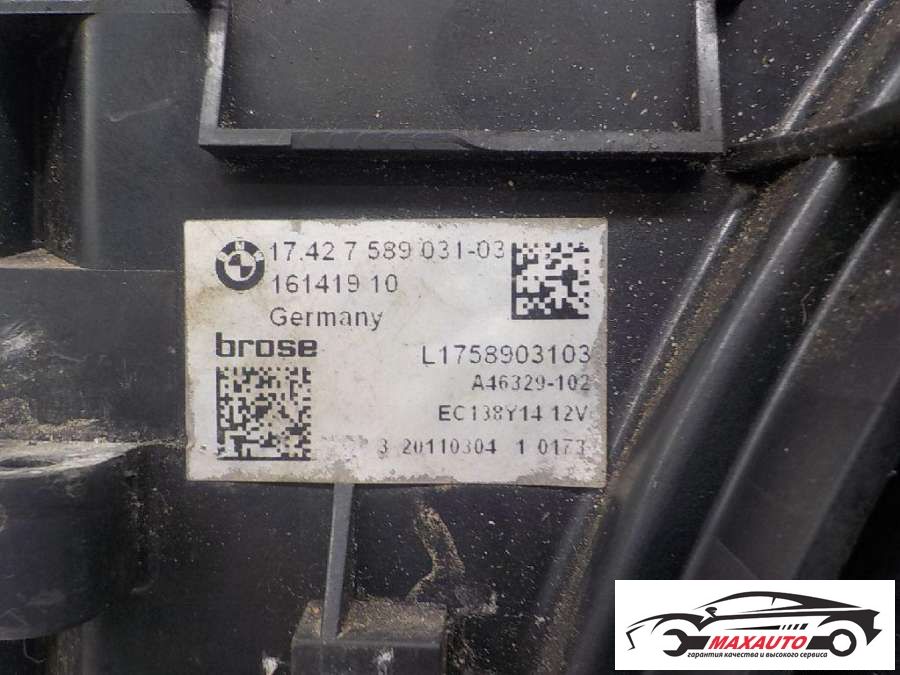 BMW
17.42 7 589 031-03
161419 10
Germany
brose
L1758903103
A46329-102
EC138Y14 12V
3 20110304 1 0173
MAXAUTO
гарантия качества и высокого сервиса